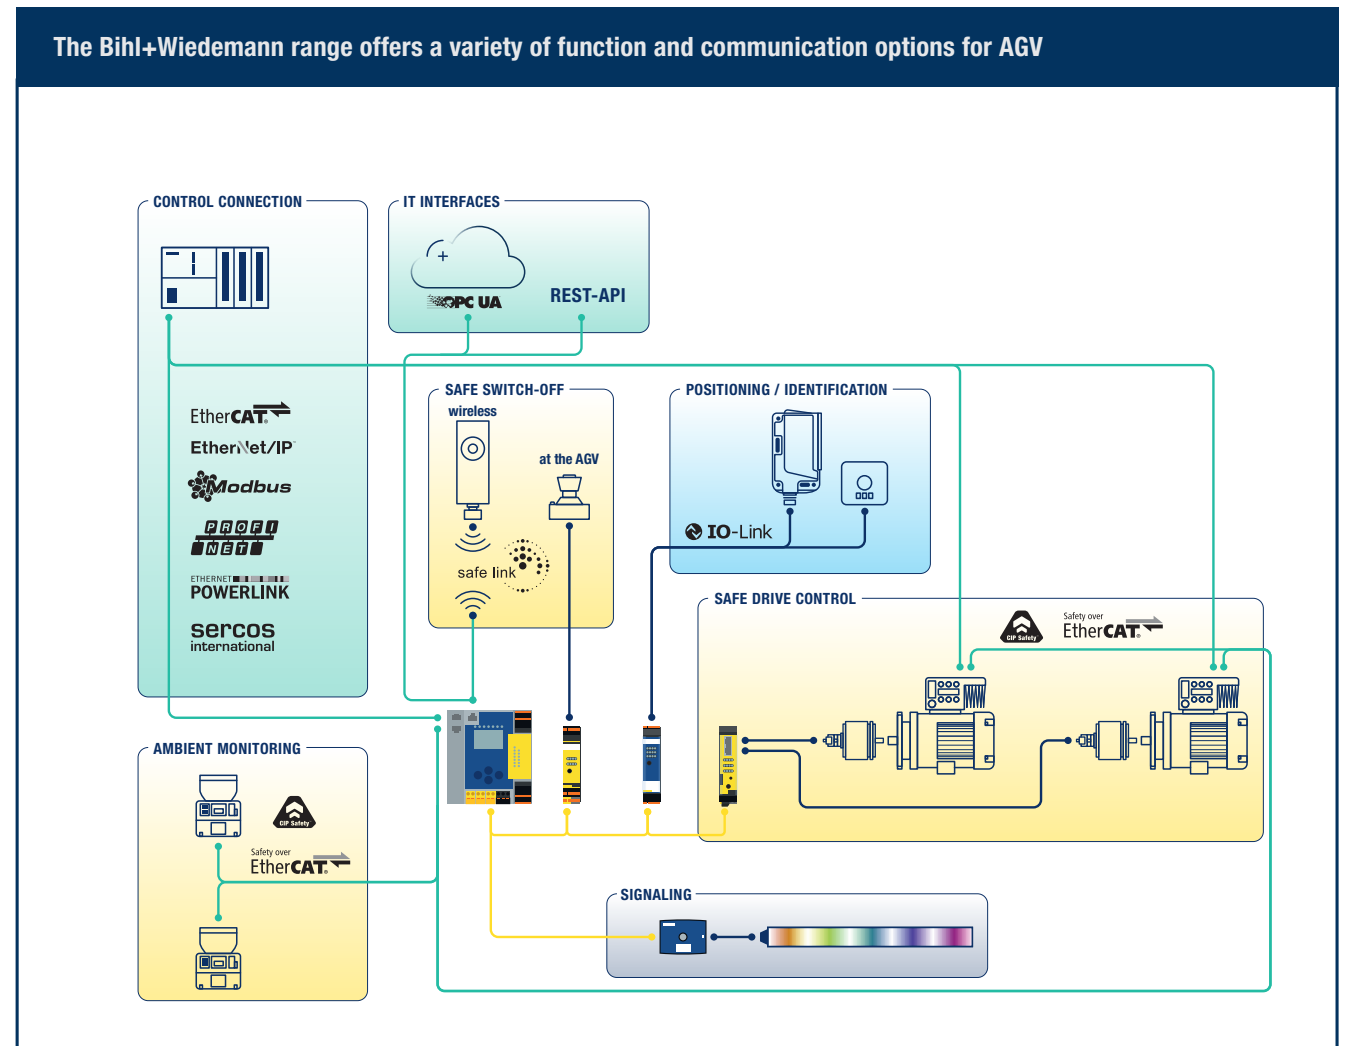 The Bihl+Wiedemann range offers a variety of function and communication options for AGV
CONTROL CONNECTION
EtherCAT®
EtherNet/IP™
Modbus
PROFI
NET
ETHERNET
POWERLINK
sercos
international
IT INTERFACES
OPC UA
REST-API
SAFE SWITCH-OFF
wireless
at the AGV
safe link
POSITIONING / IDENTIFICATION
IO-Link
SAFE DRIVE CONTROL
CIP Safety
Safety over
EtherCAT®
AMBIENT MONITORING
CIP Safety
Safety over
EtherCAT®
SIGNALING